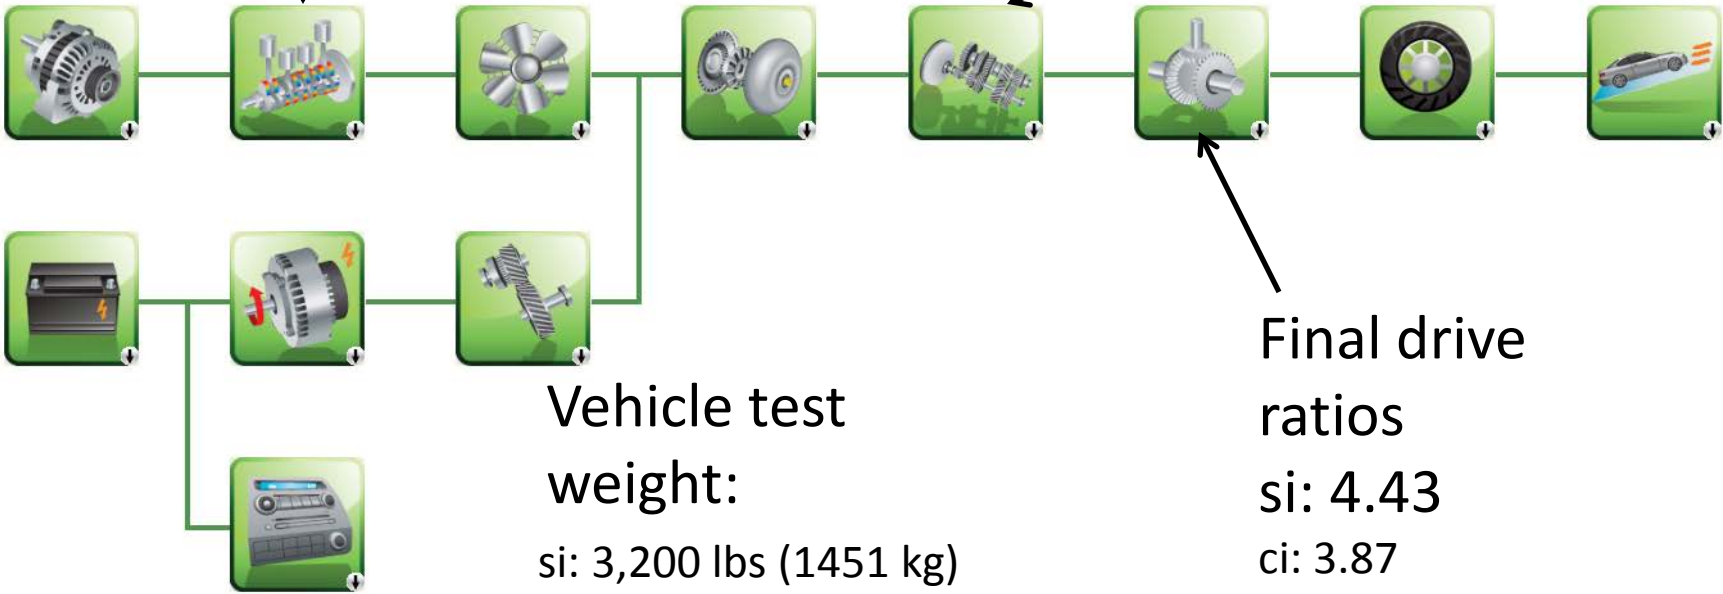 Vehicle test
weight:
si: 3,200 lbs (1451 kg)
Final drive
ratios
si: 4.43
ci: 3.87